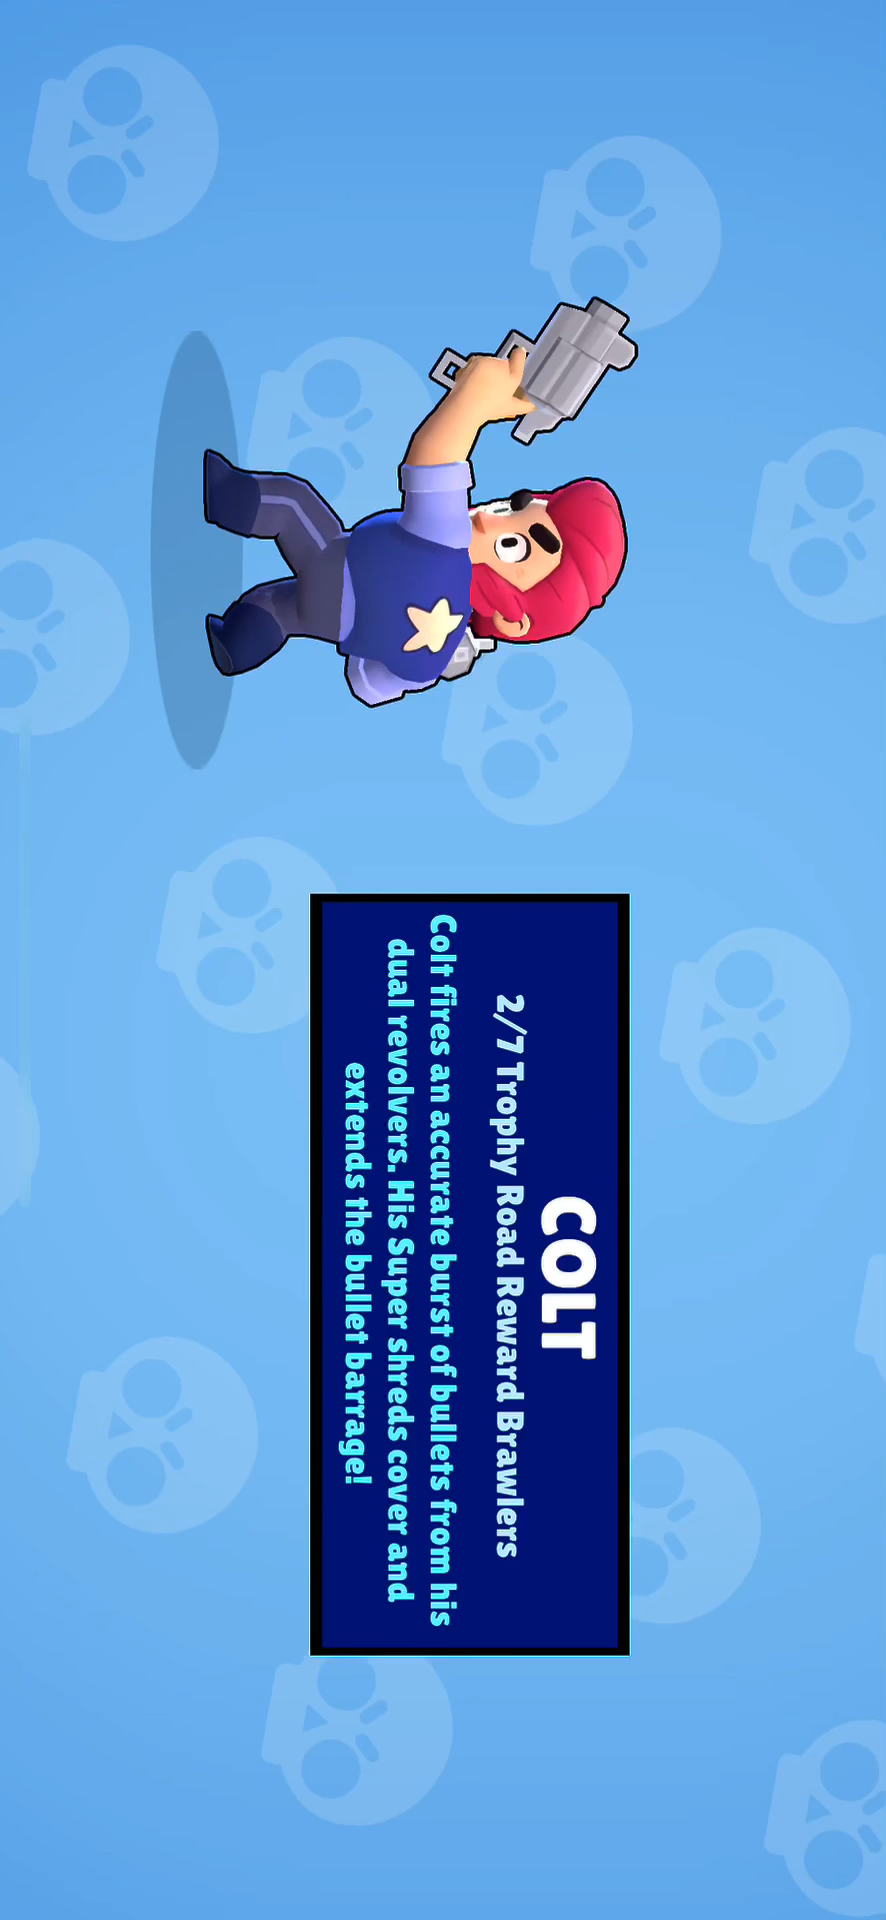 COLT
2/7 Trophy Road Reward Brawlers
Colt fires an accurate burst of bullets from his
dual revolvers. His Super shreds cover and
extends the bullet barrage!